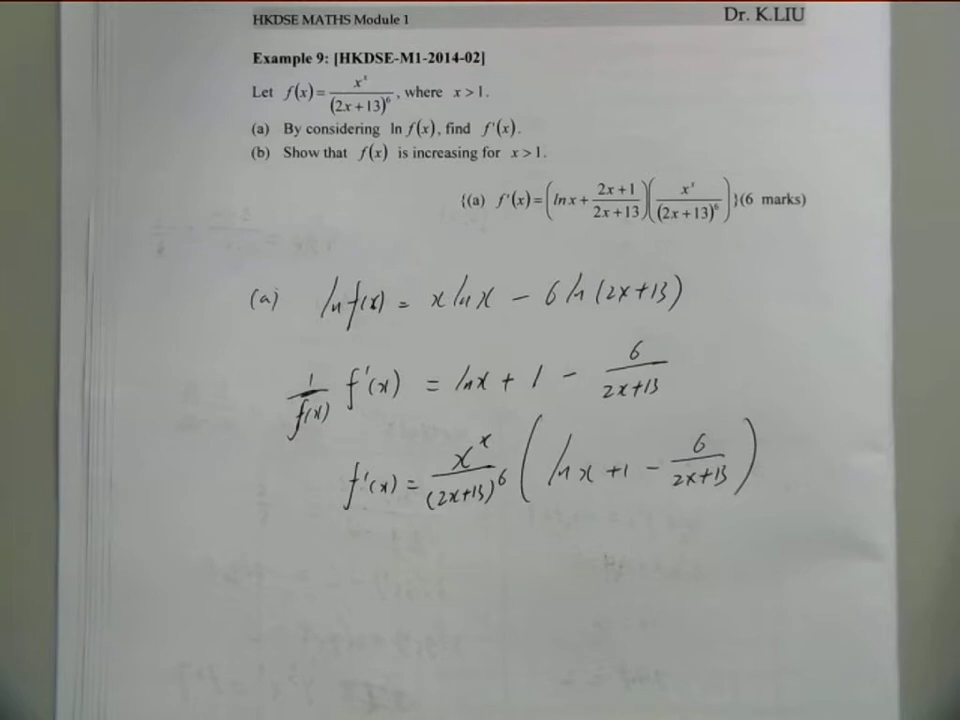 HKDSE MATHS Module 1
Dr. K.LIU
Example 9: [HKDSE-M1-2014-02]
Let f(x) = x^x / (2x+13)^6, where x > 1.
(a) By considering ln f(x), find f'(x).
(b) Show that f(x) is increasing for x > 1.
{(a) f'(x) = (ln x + (2x+1)/(2x+13))(x^x/(2x+13)^6)}(6 marks)
(a) ln f(x) = x ln x − 6 ln (2x+13)
1/f(x) f'(x) = ln x + 1 − 6/(2x+13)
f'(x) = x^x/(2x+13)^6 (ln x + 1 − 6/(2x+13))